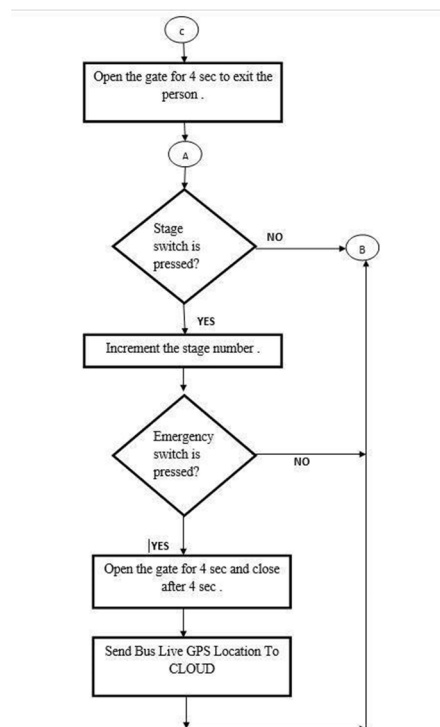 C
Open the gate for 4 sec to exit the
person .
A
Stage
switch is
pressed?
NO
B
YES
Increment the stage number .
Emergency
switch is
pressed?
NO
YES
Open the gate for 4 sec and close
after 4 sec .
Send Bus Live GPS Location To
CLOUD